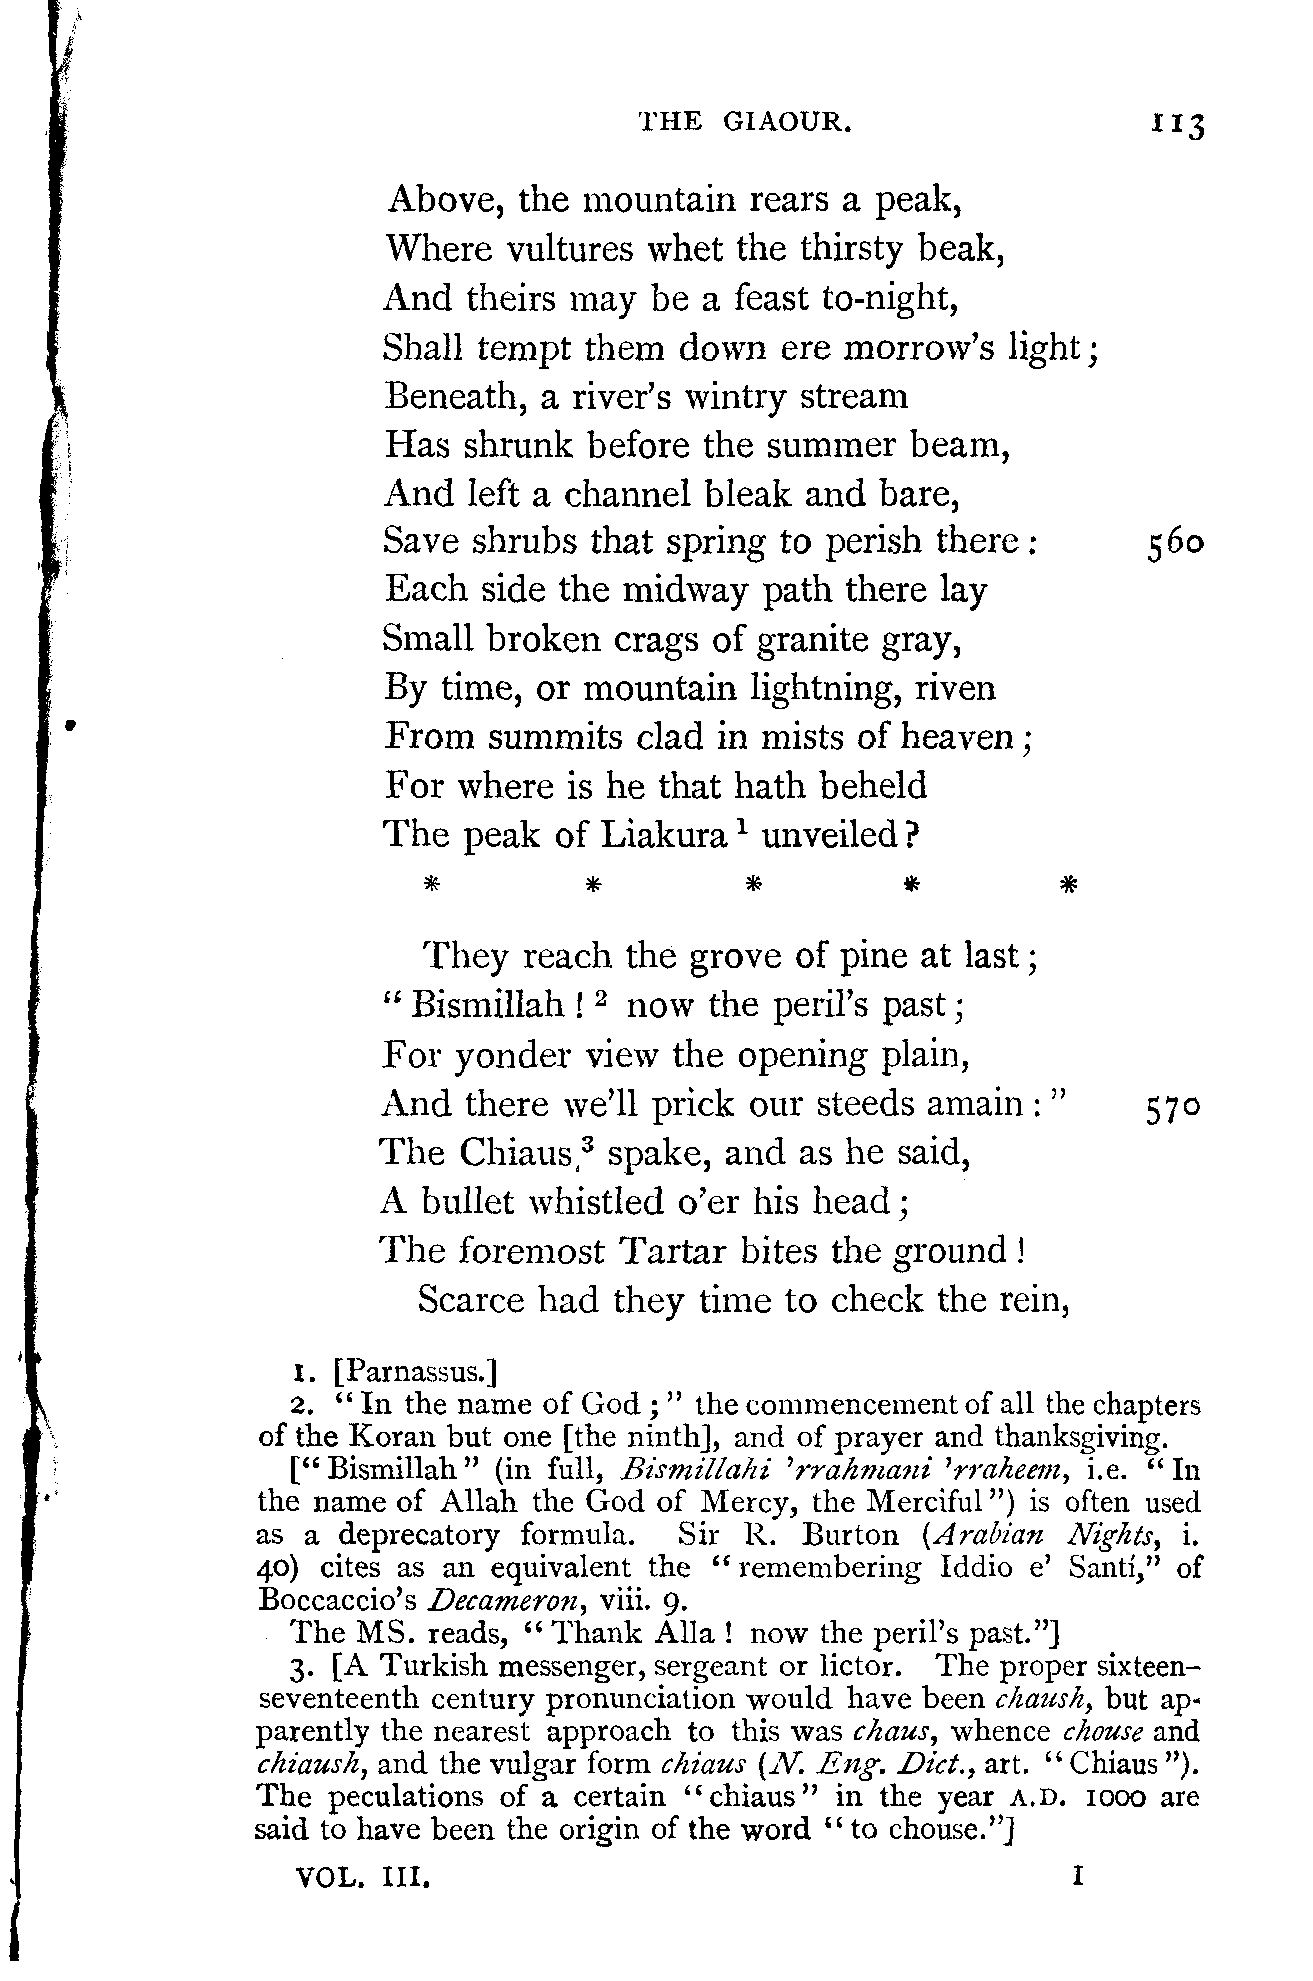 THE GIAOUR. 113
Above, the mountain rears a peak,
Where vultures whet the thirsty beak,
And theirs may be a feast to-night,
Shall tempt them down ere morrow's light;
Beneath, a river's wintry stream
Has shrunk before the summer beam,
And left a channel bleak and bare,
Save shrubs that spring to perish there: 560
Each side the midway path there lay
Small broken crags of granite gray,
By time, or mountain lightning, riven
From summits clad in mists of heaven;
For where is he that hath beheld
The peak of Liakura¹ unveiled?
* * * * *
They reach the grove of pine at last;
"Bismillah!² now the peril's past;
For yonder view the opening plain,
And there we'll prick our steeds amain:" 570
The Chiaus,³ spake, and as he said,
A bullet whistled o'er his head;
The foremost Tartar bites the ground!
Scarce had they time to check the rein,
1. [Parnassus.]
2. "In the name of God;" the commencement of all the chapters
of the Koran but one [the ninth], and of prayer and thanksgiving.
["Bismillah" (in full, Bismillahi 'rrahmani 'rraheem, i.e. "In
the name of Allah the God of Mercy, the Merciful") is often used
as a deprecatory formula. Sir R. Burton (Arabian Nights, i.
40) cites as an equivalent the "remembering Iddio e' Santí," of
Boccaccio's Decameron, viii. 9.
The MS. reads, "Thank Alla! now the peril's past."]
3. [A Turkish messenger, sergeant or lictor. The proper sixteen-
seventeenth century pronunciation would have been chaush, but ap-
parently the nearest approach to this was chaus, whence chouse and
chiaush, and the vulgar form chiaus (N. Eng. Dict., art. "Chiaus").
The peculations of a certain "chiaus" in the year A.D. 1000 are
said to have been the origin of the word "to chouse."]
VOL. III. I